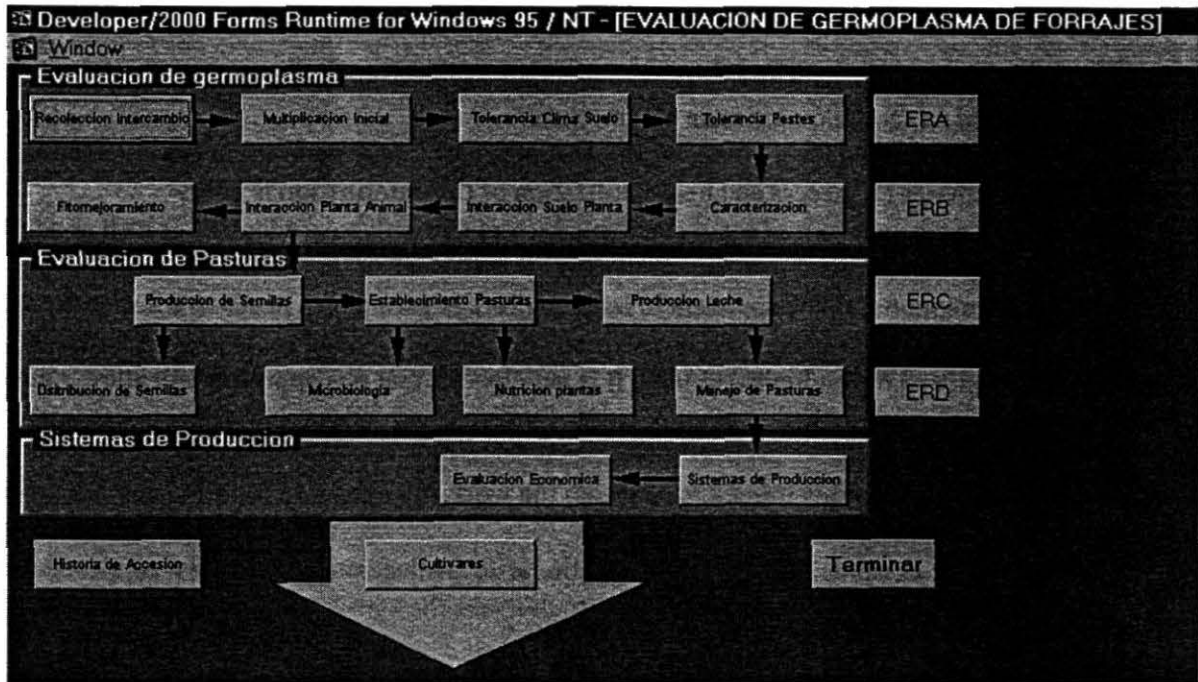 Developer/2000 Forms Runtime for Windows 95 / NT - [EVALUACION DE GERMOPLASMA DE FORRAJES]
Window
Evaluacion de germoplasma
Recoleccion Intercambio
Multiplicacion Inicial
Tolerancia Clima Suelo
Tolerancia Pestes
ERA
Fitomejoramiento
Interaccion Planta Animal
Interaccion Suelo Planta
Caracterizacion
ERB
Evaluacion de Pasturas
Produccion de Semillas
Establecimiento Pasturas
Produccion Leche
ERC
Dsitribucion de Semillas
Microbiologia
Nutricion plantas
Manejo de Pasturas
ERD
Sistemas de Produccion
Evaluacion Economica
Sistemas de Produccion
Historia de Accesion
Cultivares
Terminar